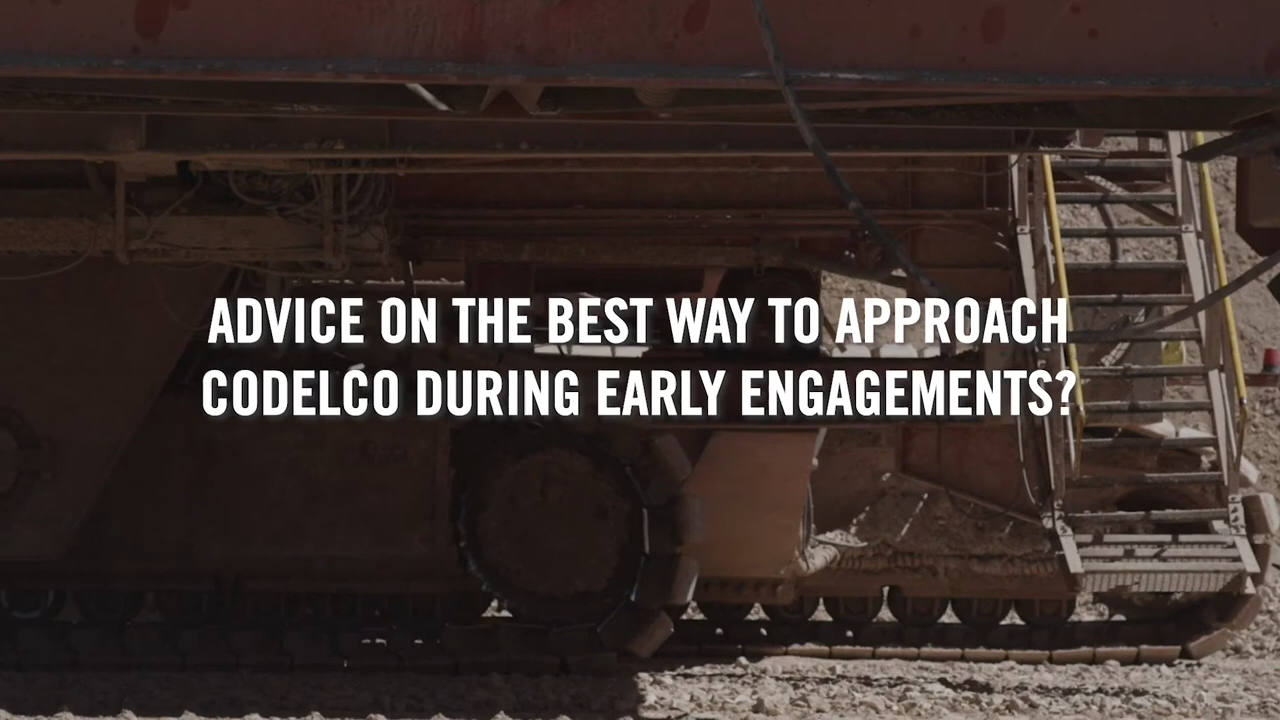 ADVICE ON THE BEST WAY TO APPROACH
CODELCO DURING EARLY ENGAGEMENTS?